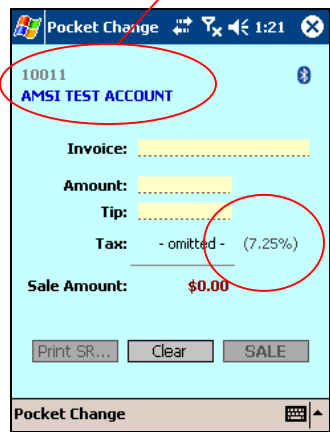 Pocket Change 1:21
10011
AMSI TEST ACCOUNT
Invoice:
Amount:
Tip:
Tax: - omitted - (7.25%)
Sale Amount: $0.00
Print SR... Clear SALE
Pocket Change